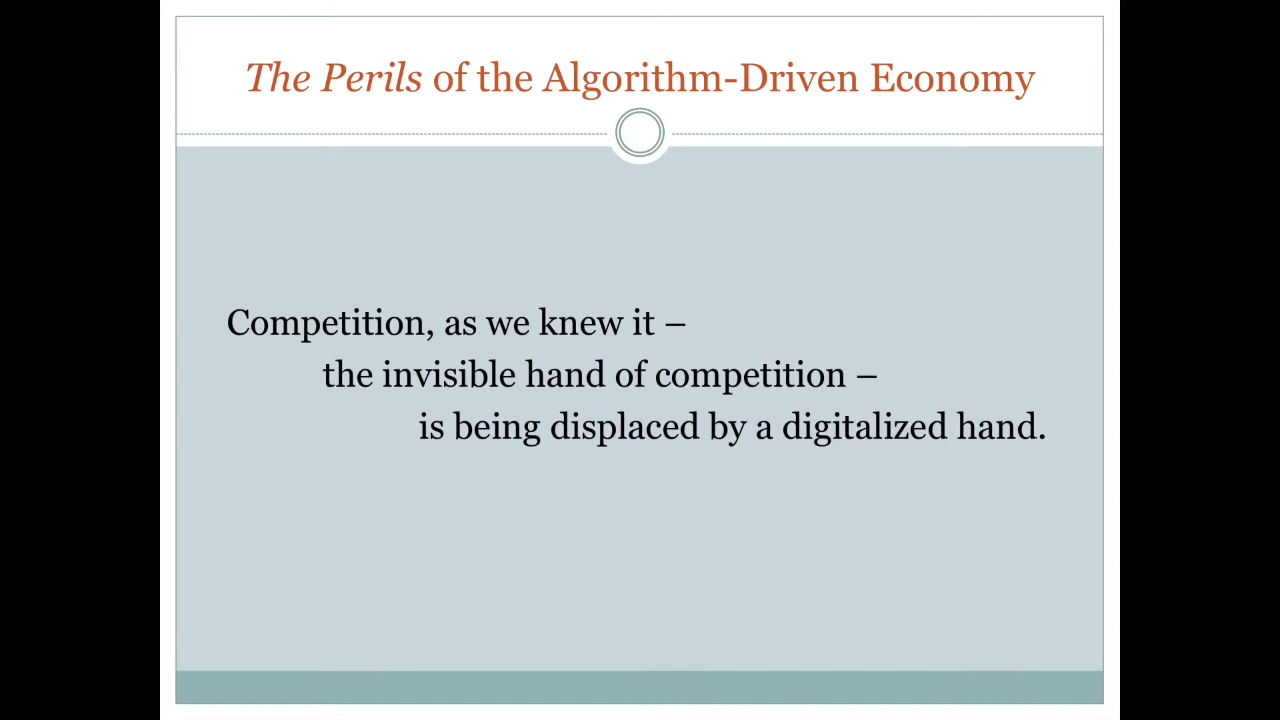 The Perils of the Algorithm-Driven Economy
Competition, as we knew it –
the invisible hand of competition –
is being displaced by a digitalized hand.